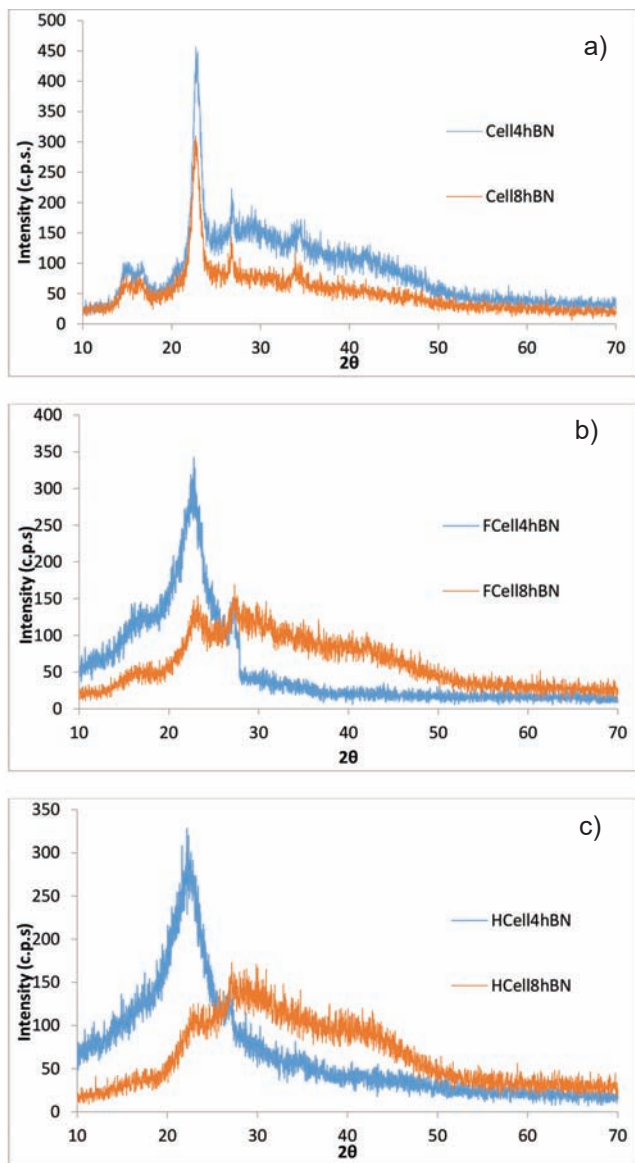 a)
500
450
400
350
300
250
200
150
100
50
0
Intensity (c.p.s.)
Cell4hBN
Cell8hBN
10 20 30 40 50 60 70
2θ
b)
400
350
300
250
200
150
100
50
0
Intensity (c.p.s)
FCell4hBN
FCell8hBN
10 20 30 40 50 60 70
2θ
c)
350
300
250
200
150
100
50
0
Intensity (c.p.s)
HCell4hBN
HCell8hBN
10 20 30 40 50 60 70
2θ